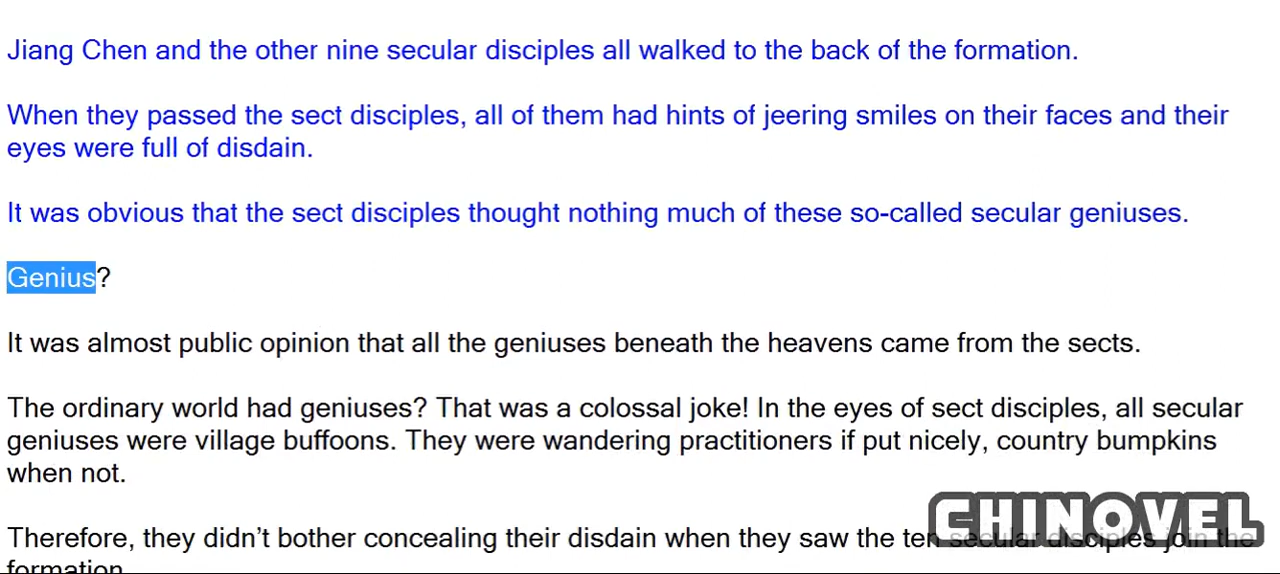 Jiang Chen and the other nine secular disciples all walked to the back of the formation.
When they passed the sect disciples, all of them had hints of jeering smiles on their faces and their
eyes were full of disdain.
It was obvious that the sect disciples thought nothing much of these so-called secular geniuses.
Genius?
It was almost public opinion that all the geniuses beneath the heavens came from the sects.
The ordinary world had geniuses? That was a colossal joke! In the eyes of sect disciples, all secular
geniuses were village buffoons. They were wandering practitioners if put nicely, country bumpkins
when not.
Therefore, they didn’t bother concealing their disdain when they saw the ten secular disciples join the
formation
CHINOVEL